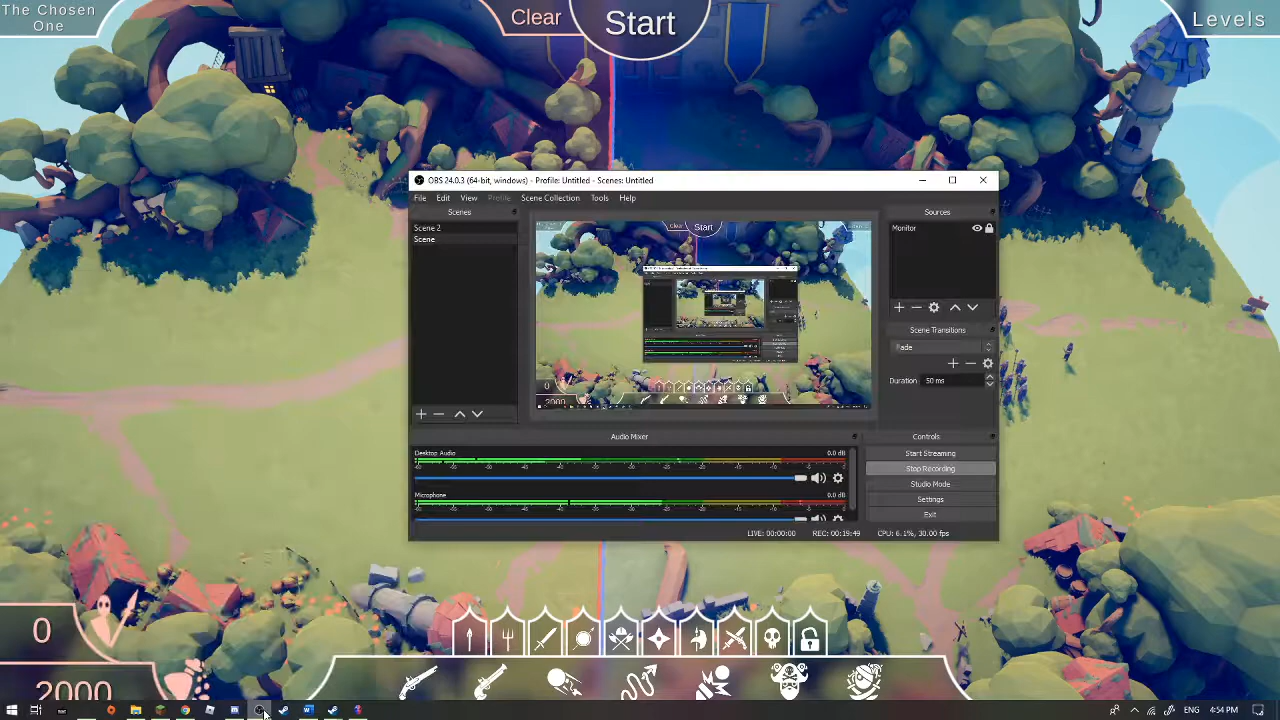 The Chosen
One
Clear
Start
Levels
OBS 24.0.3 (64-bit, windows) - Profile: Untitled - Scenes: Untitled
File Edit View Profile Scene Collection Tools Help
Scenes
Sources
Scene 2
Scene
Monitor
Clear Start
Scene Transitions
Fade
Duration 50 ms
0
2000
Audio Mixer
Controls
Desktop Audio 0.0 dB
Microphone 0.0 dB
Start Streaming
Stop Recording
Studio Mode
Settings
Exit
LIVE: 00:00:00 REC: 00:19:49 CPU: 6.1%, 30.00 fps
0
2000
ENG 4:54 PM